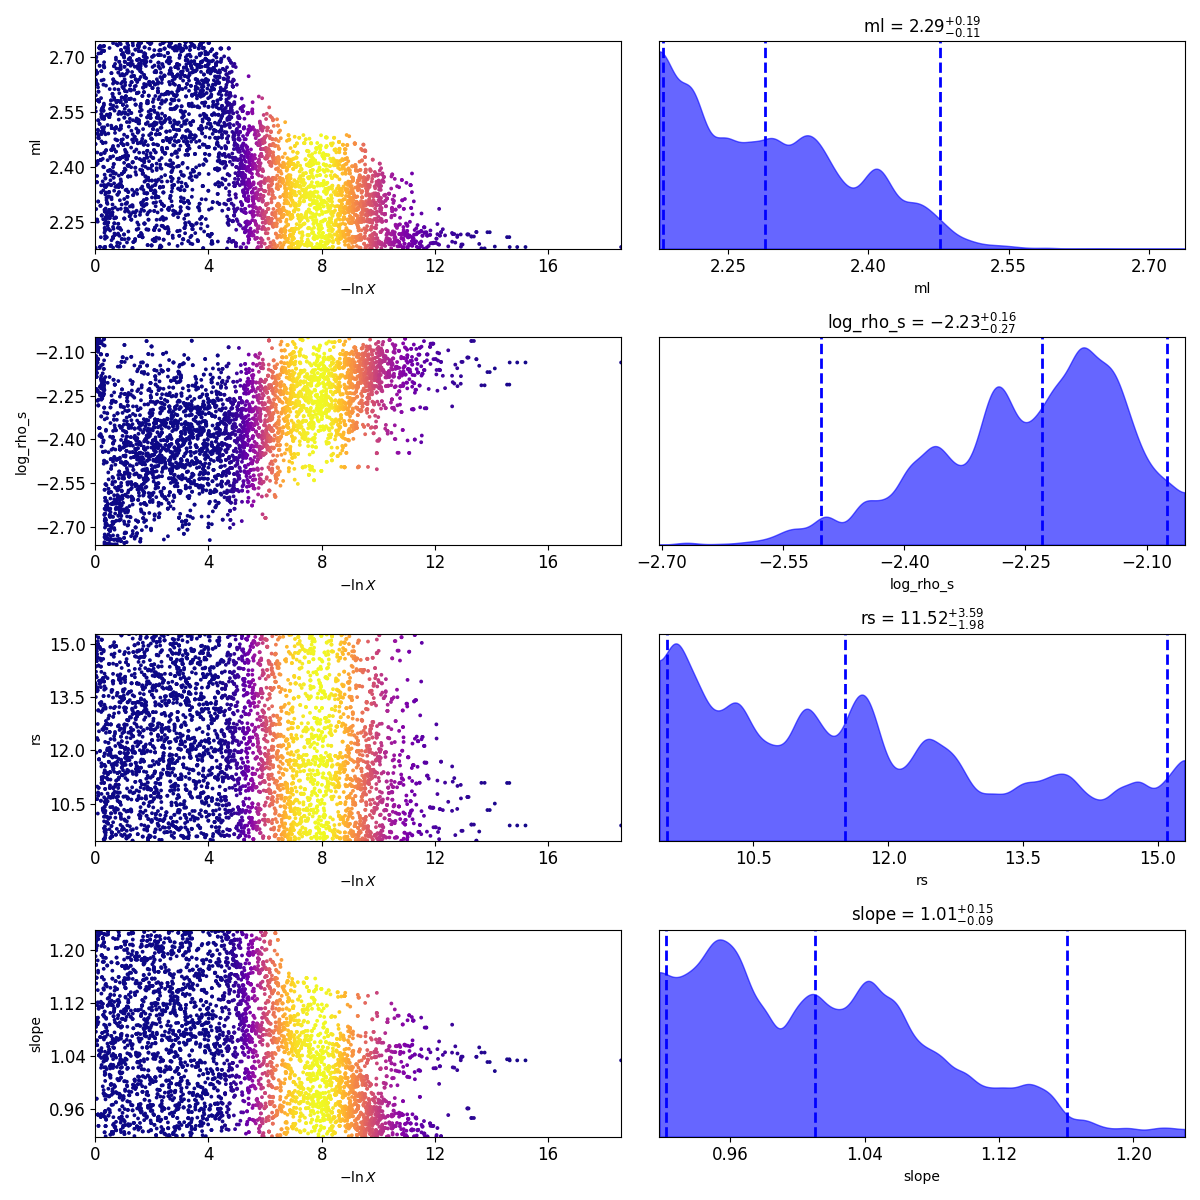 ml = 2.29+0.19−0.11
2.70
2.55
2.40
2.25
ml
0 4 8 12 16
−ln X
2.25 2.40 2.55 2.70
ml
log_rho_s = −2.23+0.16−0.27
−2.10
−2.25
−2.40
−2.55
−2.70
log_rho_s
0 4 8 12 16
−ln X
−2.70 −2.55 −2.40 −2.25 −2.10
log_rho_s
rs = 11.52+3.59−1.98
15.0
13.5
12.0
10.5
rs
0 4 8 12 16
−ln X
10.5 12.0 13.5 15.0
rs
slope = 1.01+0.15−0.09
1.20
1.12
1.04
0.96
slope
0 4 8 12 16
−ln X
0.96 1.04 1.12 1.20
slope